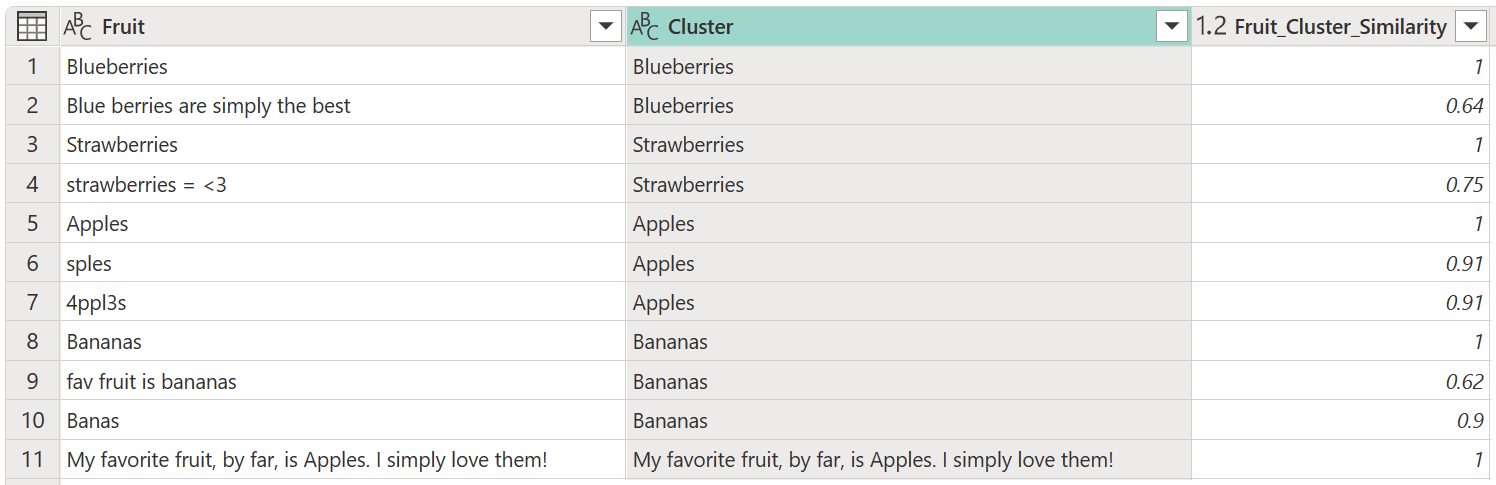 ABC Fruit ABC Cluster 1.2 Fruit_Cluster_Similarity
1 Blueberries Blueberries 1
2 Blue berries are simply the best Blueberries 0.64
3 Strawberries Strawberries 1
4 strawberries = <3 Strawberries 0.75
5 Apples Apples 1
6 sples Apples 0.91
7 4ppl3s Apples 0.91
8 Bananas Bananas 1
9 fav fruit is bananas Bananas 0.62
10 Banas Bananas 0.9
11 My favorite fruit, by far, is Apples. I simply love them! My favorite fruit, by far, is Apples. I simply love them! 1